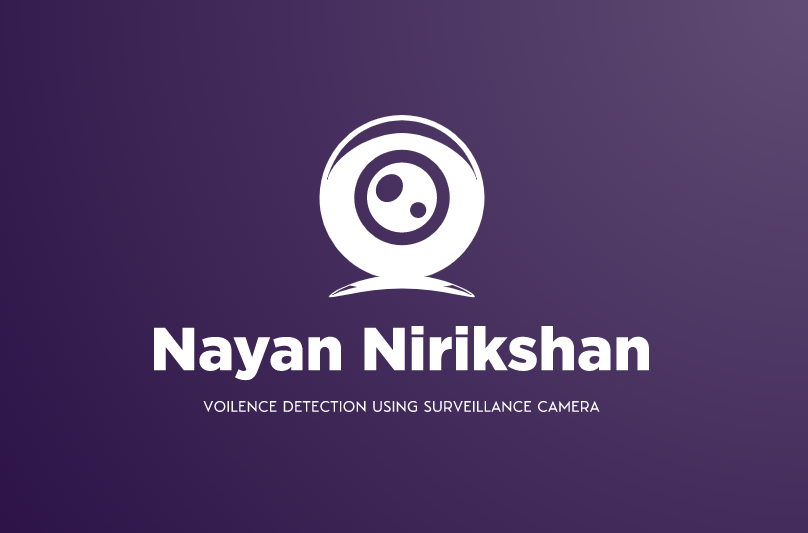 Nayan Nirikshan
VOILENCE DETECTION USING SURVEILLANCE CAMERA